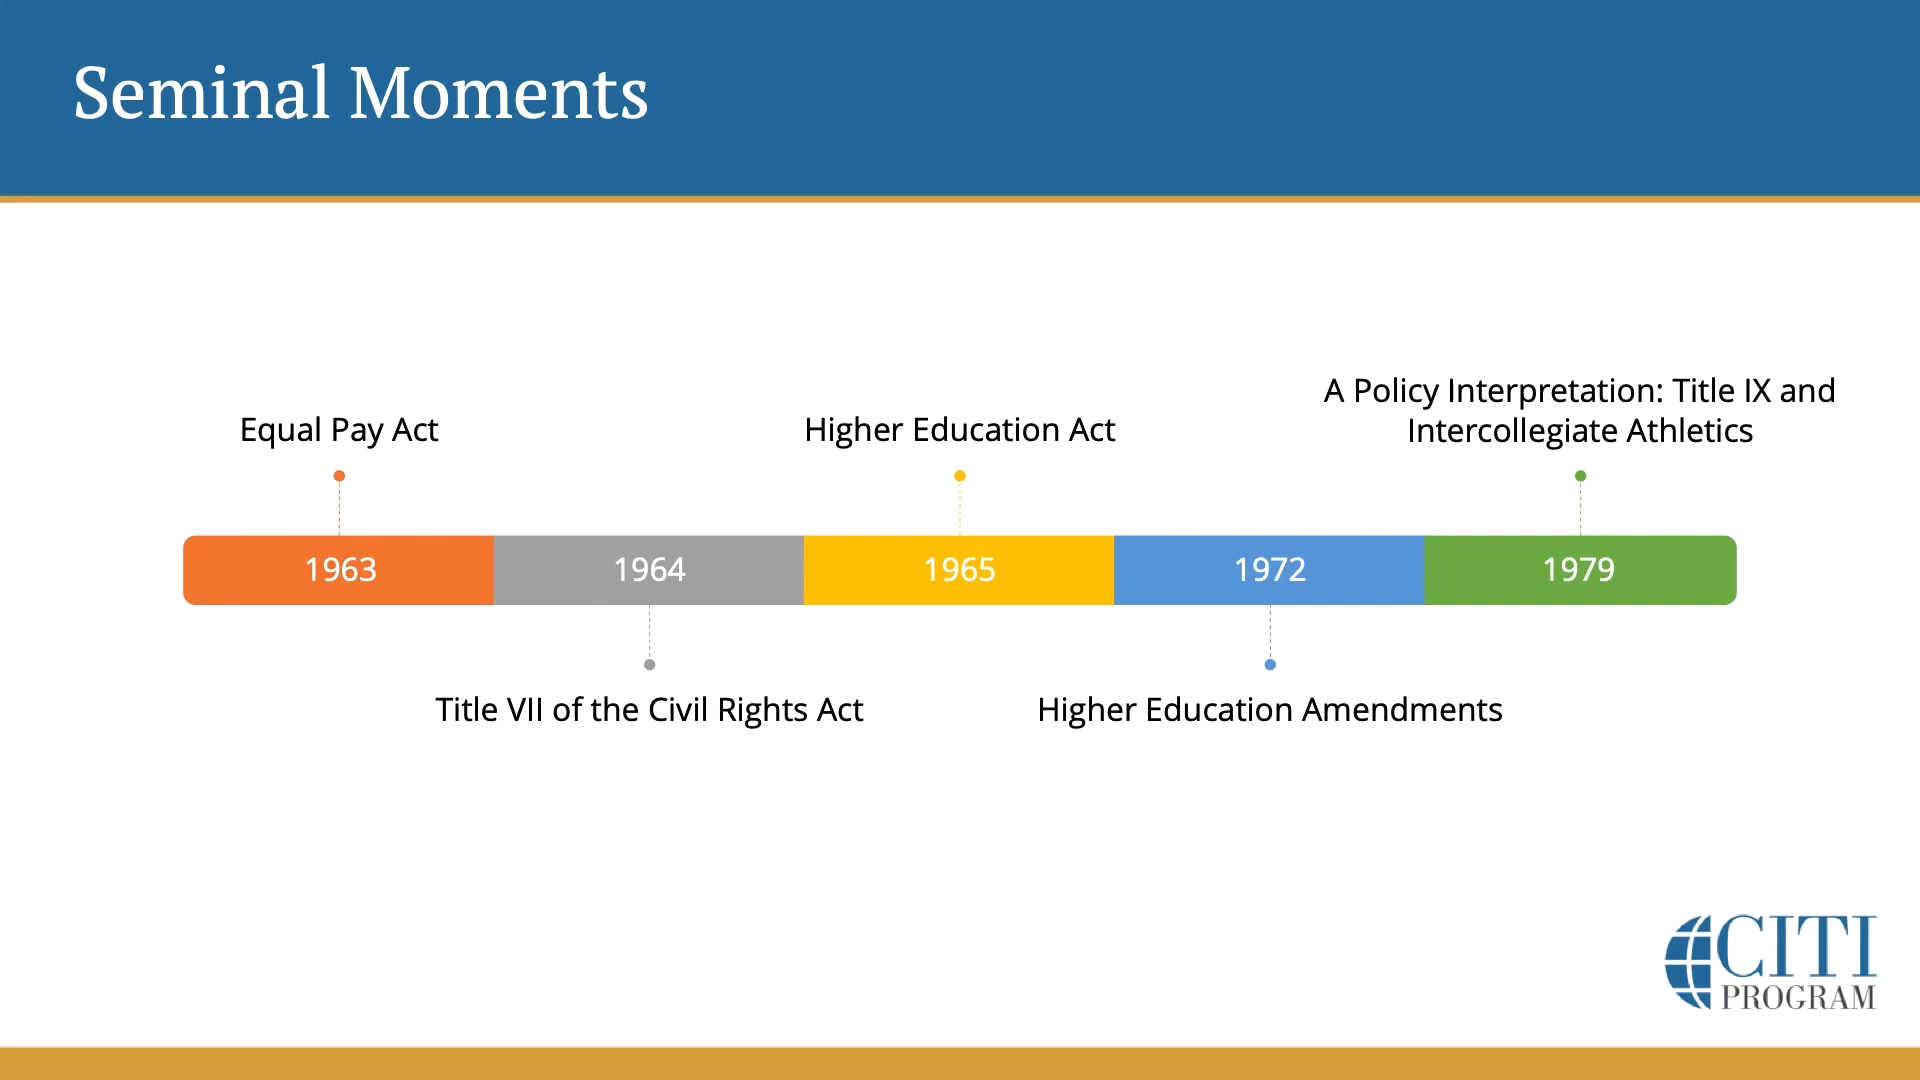 Seminal Moments
Equal Pay Act
Higher Education Act
A Policy Interpretation: Title IX and
Intercollegiate Athletics
1963
1964
1965
1972
1979
Title VII of the Civil Rights Act
Higher Education Amendments
CITI
PROGRAM